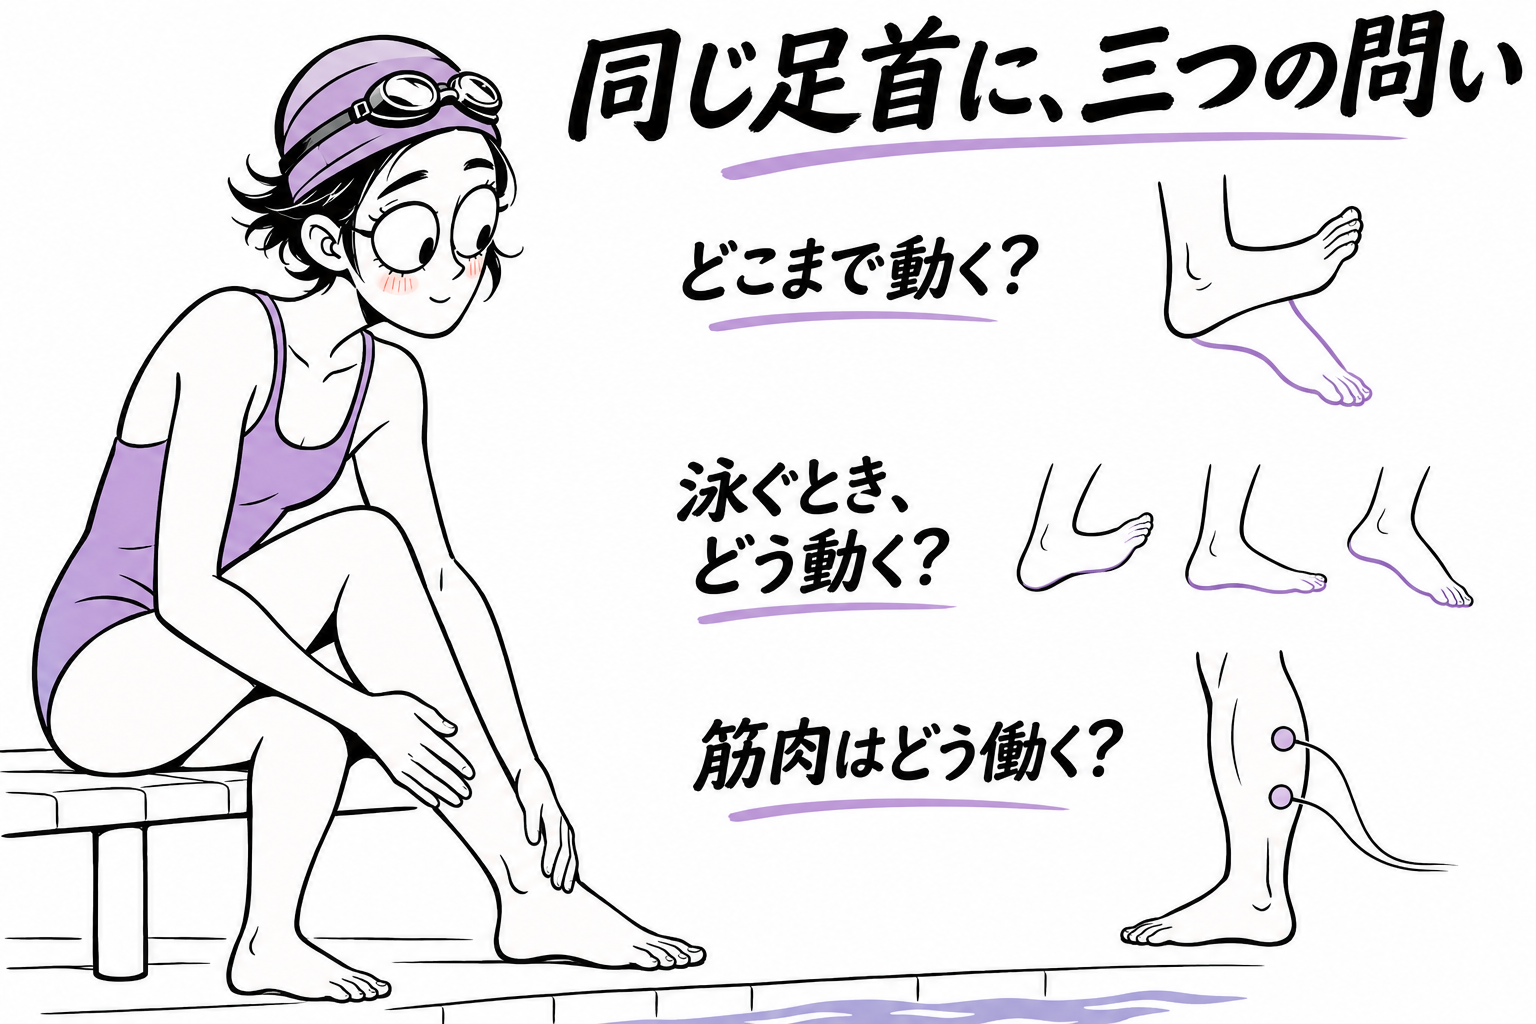 同じ足首に、三つの問い
どこまで動く?
泳ぐとき、
どう動く?
筋肉はどう働く?